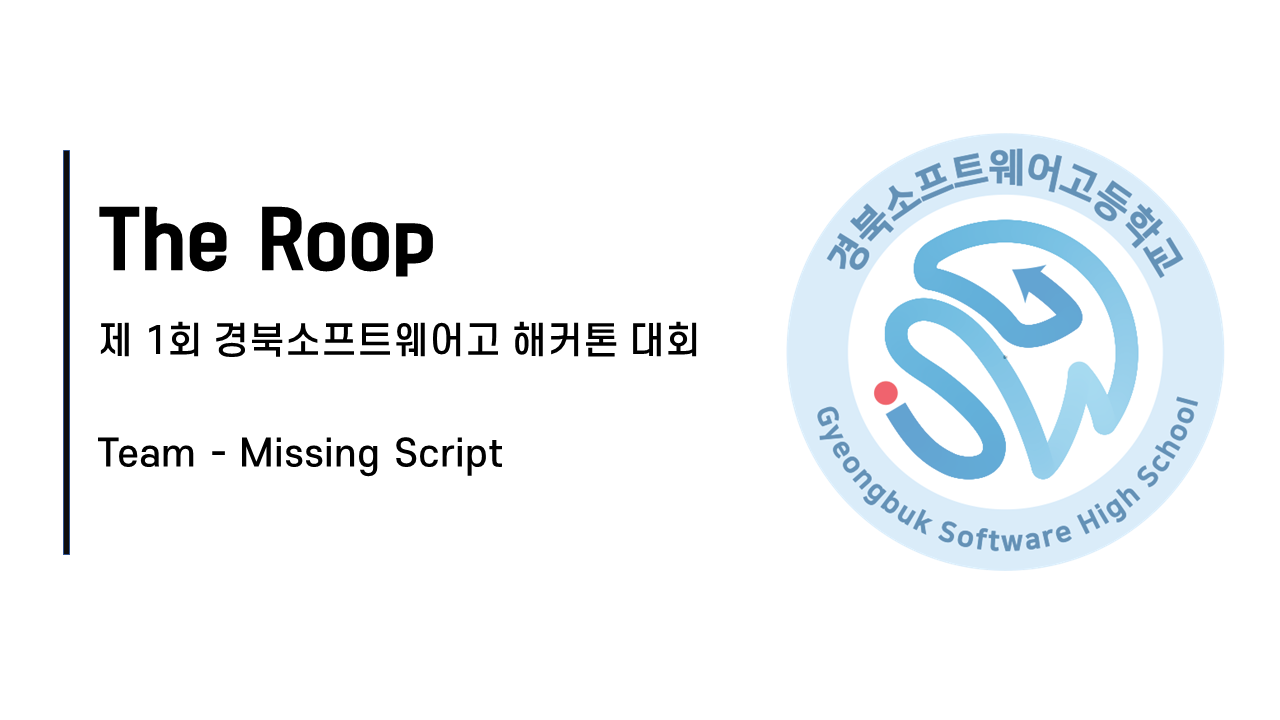 The Roop
제 1회 경북소프트웨어고 해커톤 대회
Team - Missing Script
경북소프트웨어고등학교
iSW
Gyeongbuk Software High School